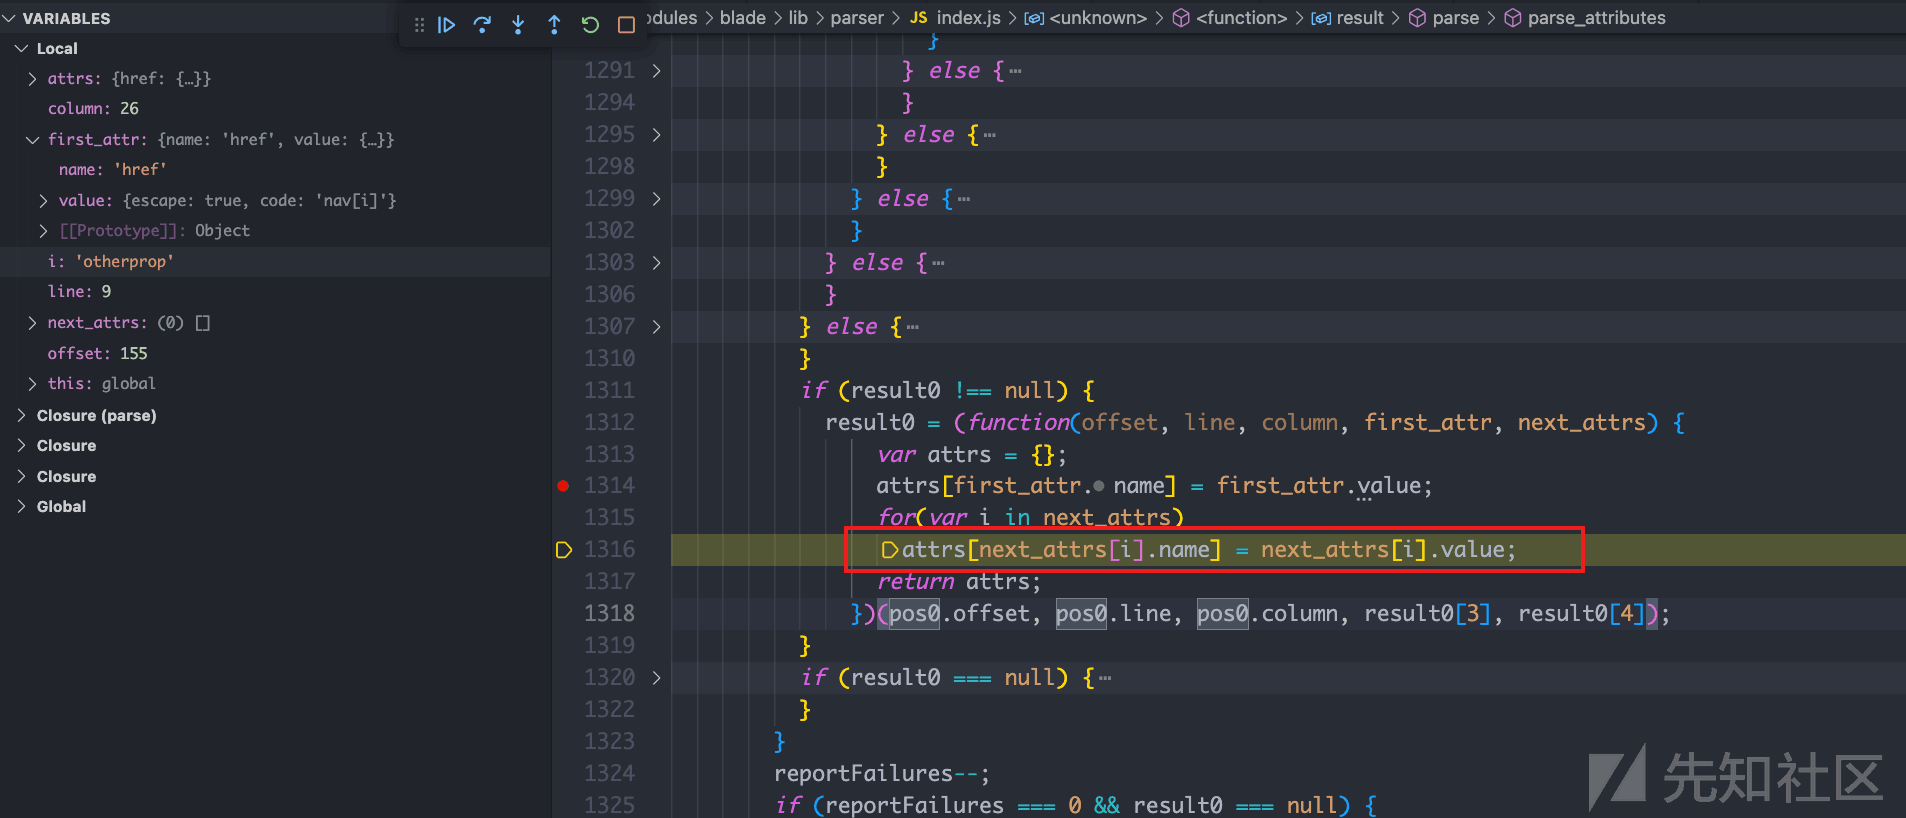 VARIABLES
Local
attrs: {href: {…}}
column: 26
first_attr: {name: 'href', value: {…}}
name: 'href'
value: {escape: true, code: 'nav[i]'}
[[Prototype]]: Object
i: 'otherprop'
line: 9
next_attrs: (0) []
offset: 155
this: global
Closure (parse)
Closure
Closure
Global
odules > blade > lib > parser > JS index.js > <unknown> > <function> > result > parse > parse_attributes
}
1291 } else {…
1294 }
1295 } else {…
1298 }
1299 } else {…
1302 }
1303 } else {…
1306 }
1307 } else {…
1310 }
1311 if (result0 !== null) {
1312 result0 = (function(offset, line, column, first_attr, next_attrs) {
1313 var attrs = {};
1314 attrs[first_attr. name] = first_attr.value;
1315 for(var i in next_attrs)
1316 attrs[next_attrs[i].name] = next_attrs[i].value;
1317 return attrs;
1318 })(pos0.offset, pos0.line, pos0.column, result0[3], result0[4]);
1319 }
1320 if (result0 === null) {…
1322 }
1323 }
1324 reportFailures--;
1325 if (reportFailures === 0 && result0 === null) {
先知社区